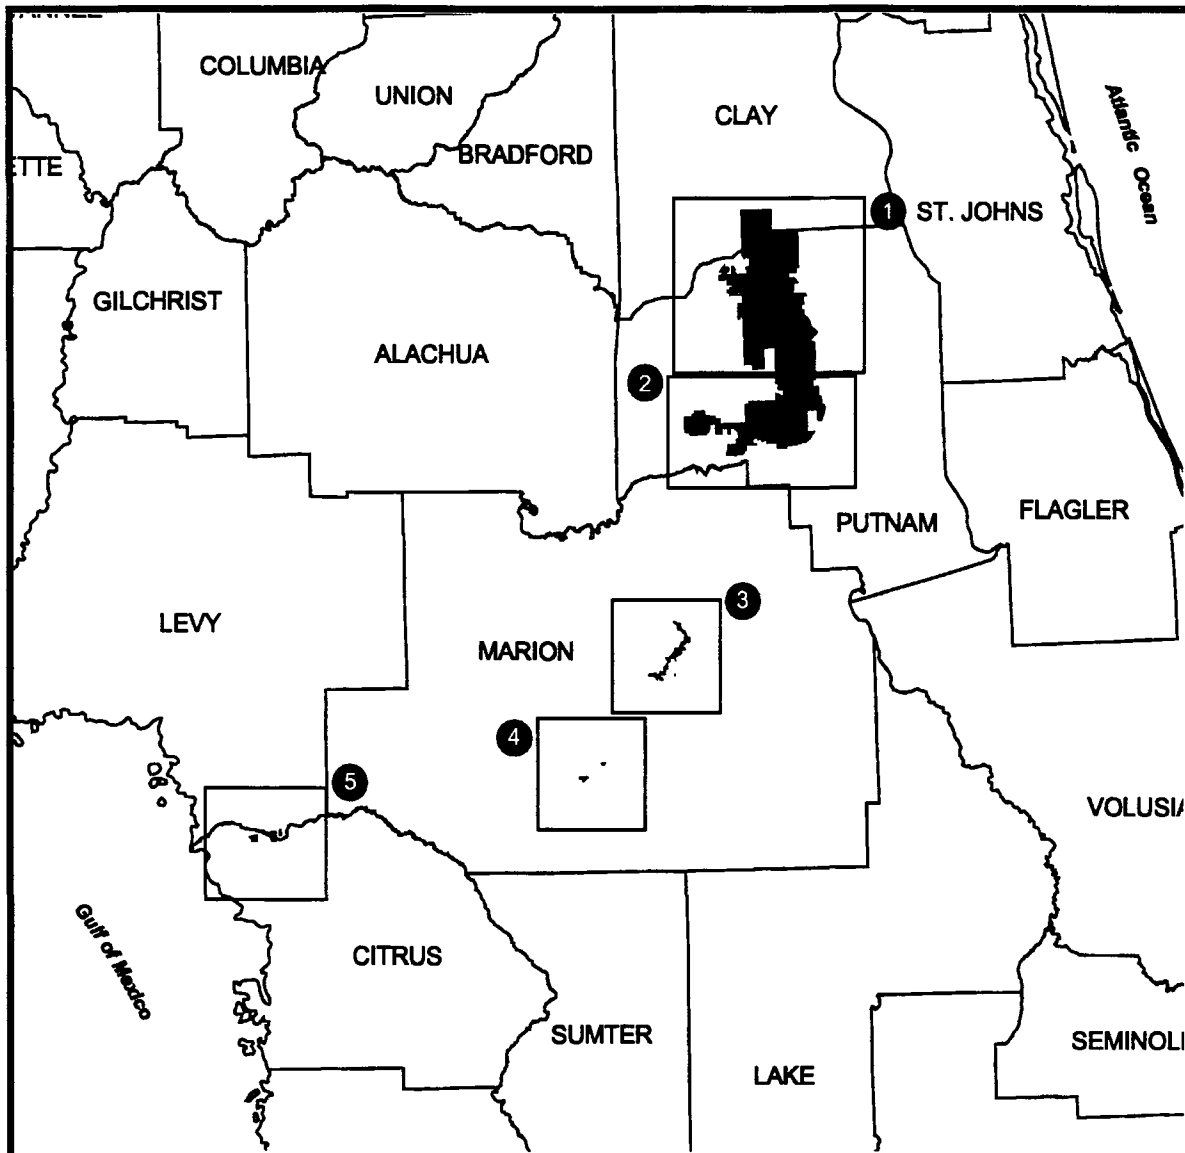 COLUMBIA
UNION
CLAY
Atlantic Ocean
BRADFORD
ETTE
1
ST. JOHNS
GILCHRIST
ALACHUA
2
PUTNAM
FLAGLER
3
LEVY
MARION
4
5
VOLUSIA
Gulf of Mexico
CITRUS
SUMTER
SEMINOL
LAKE